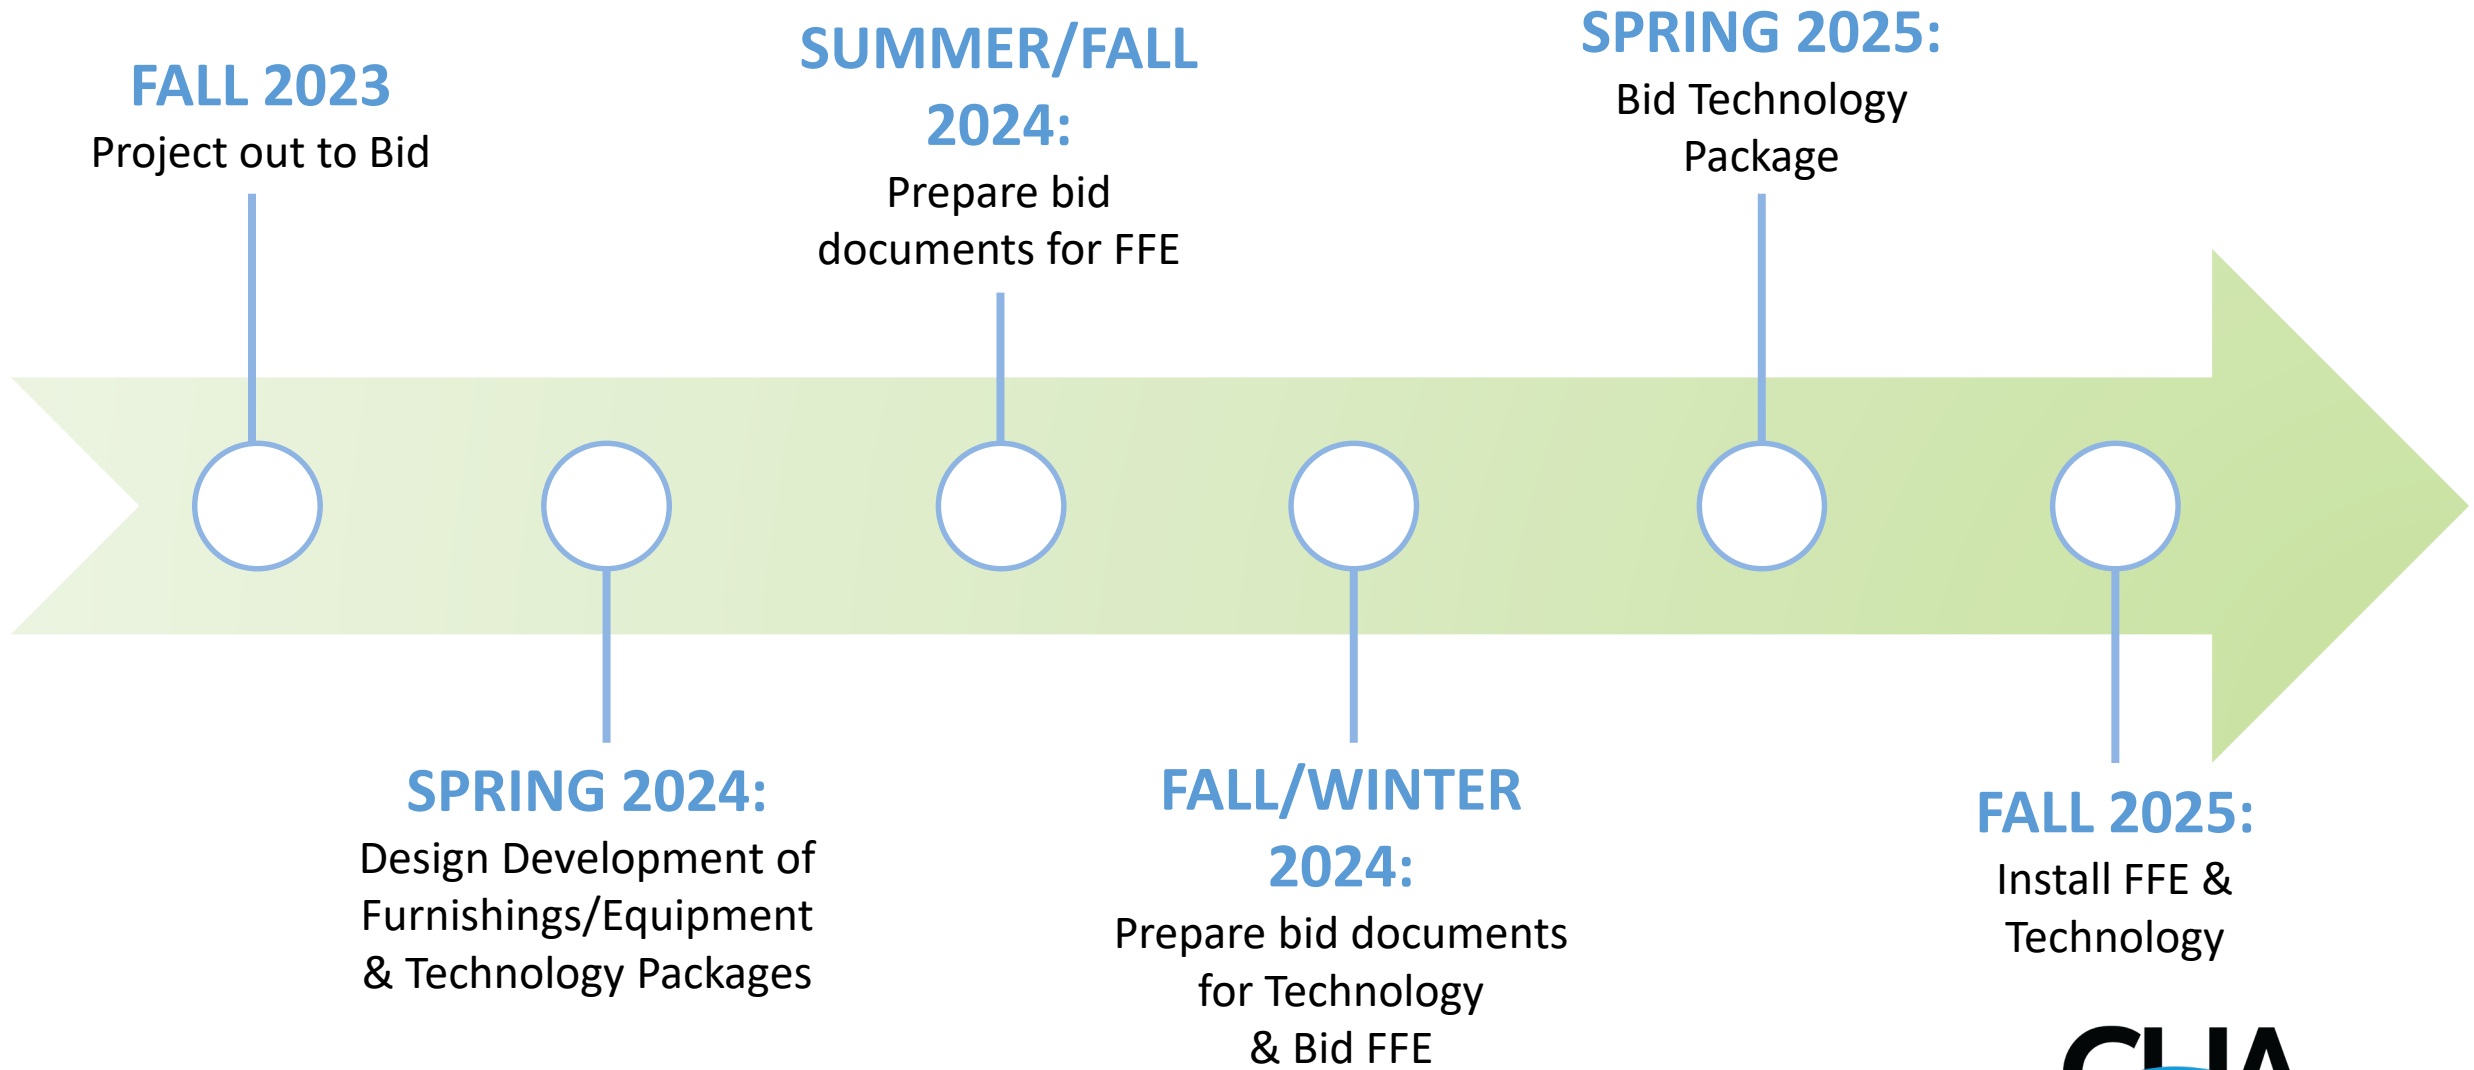 FALL 2023
Project out to Bid
SPRING 2024:
Design Development of
Furnishings/Equipment
& Technology Packages
SUMMER/FALL
2024:
Prepare bid
documents for FFE
FALL/WINTER
2024:
Prepare bid documents
for Technology
& Bid FFE
SPRING 2025:
Bid Technology
Package
FALL 2025:
Install FFE &
Technology
CHA